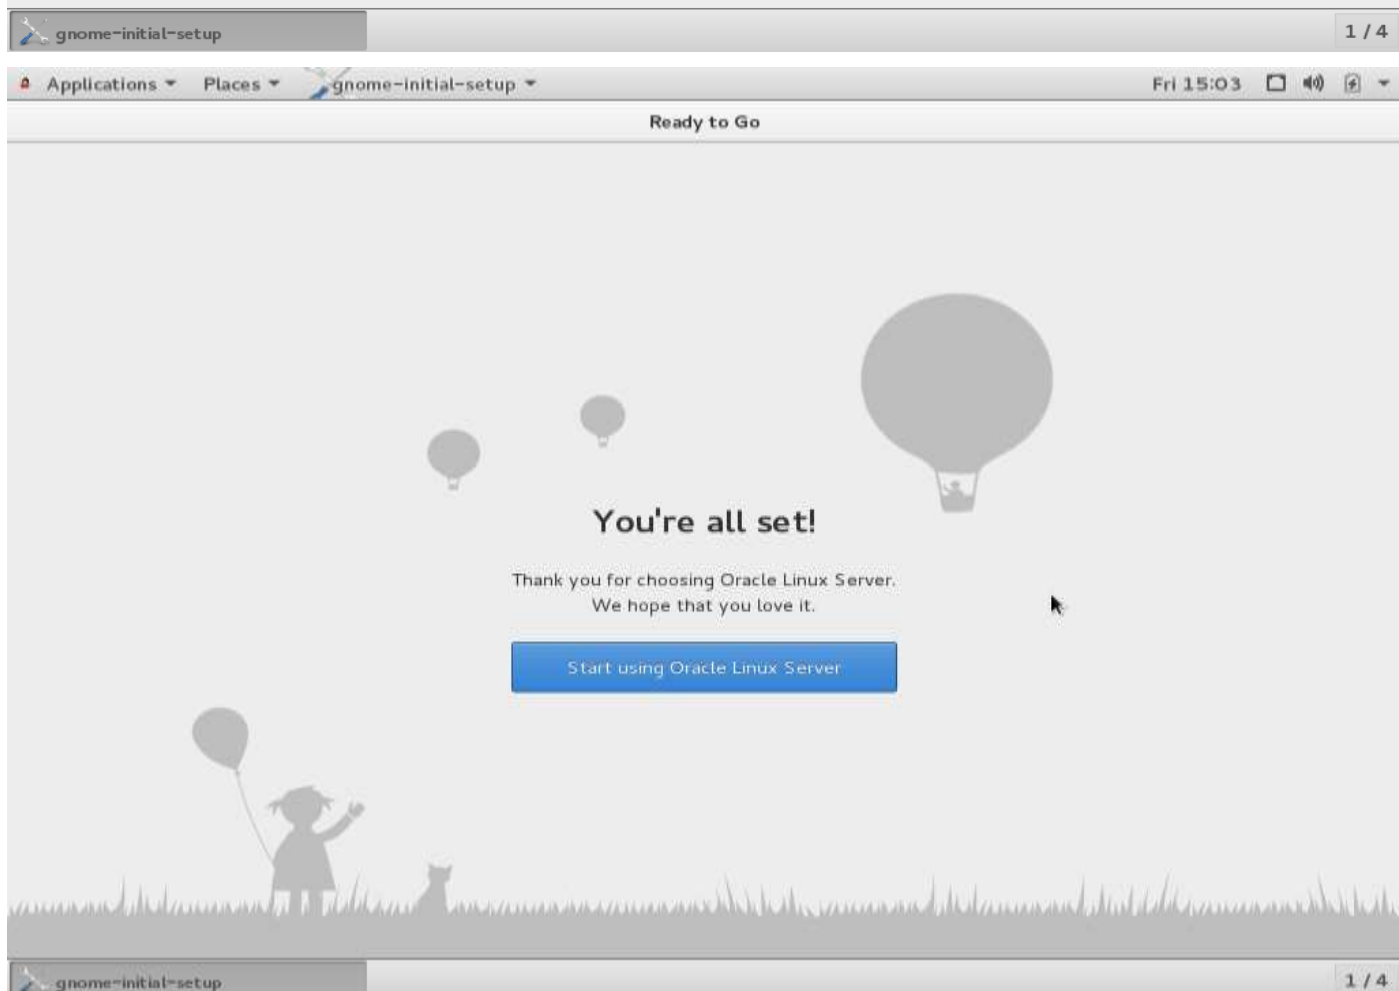 gnome-initial-setup 1 / 4
Applications Places gnome-initial-setup Fri 15:03
Ready to Go
You're all set!
Thank you for choosing Oracle Linux Server.
We hope that you love it.
Start using Oracle Linux Server
gnome-initial-setup 1 / 4